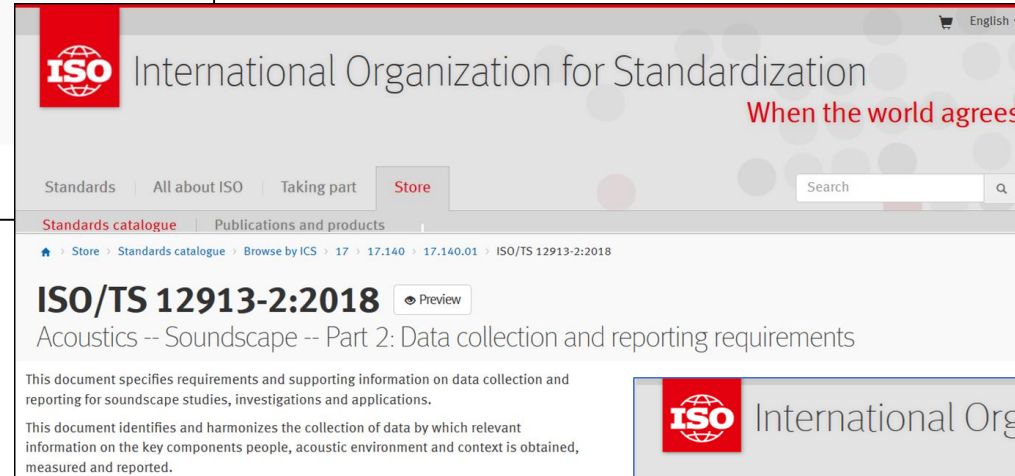 English
ISO
International Organization for Standardization
When the world agrees
Standards
All about ISO
Taking part
Store
Search
Standards catalogue
Publications and products
Store > Standards catalogue > Browse by ICS > 17 > 17.140 > 17.140.01 > ISO/TS 12913-2:2018
ISO/TS 12913-2:2018
Preview
Acoustics -- Soundscape -- Part 2: Data collection and reporting requirements
This document specifies requirements and supporting information on data collection and
reporting for soundscape studies, investigations and applications.
This document identifies and harmonizes the collection of data by which relevant
information on the key components people, acoustic environment and context is obtained,
measured and reported.
ISO
International Org